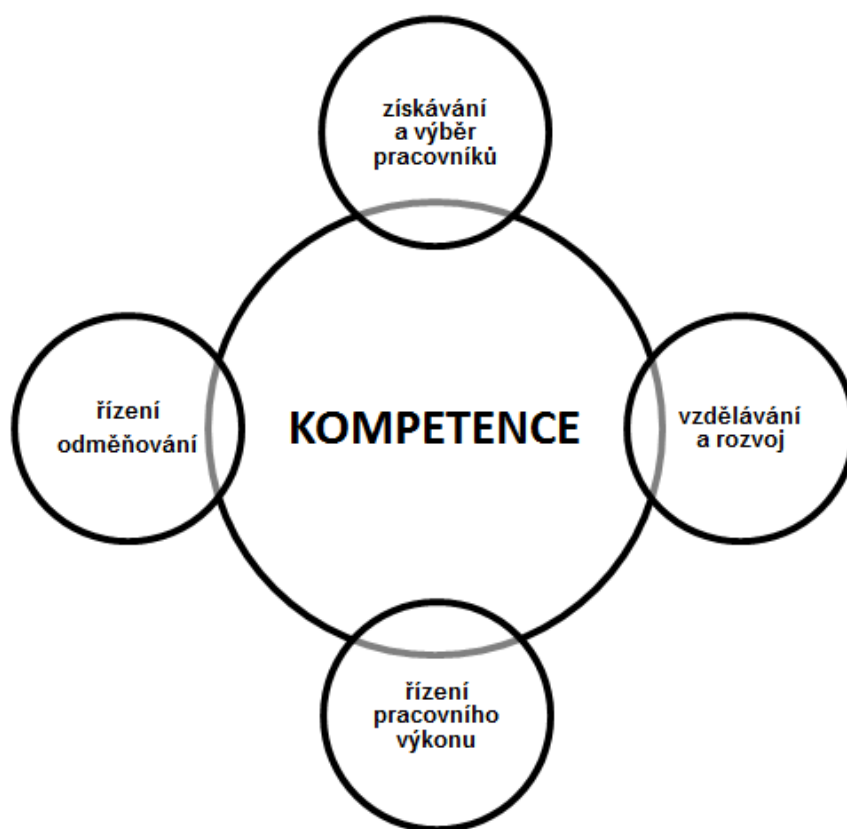 získávání
a výběr
pracovníků
řízení
odměňování
KOMPETENCE
vzdělávání
a rozvoj
řízení
pracovního
výkonu